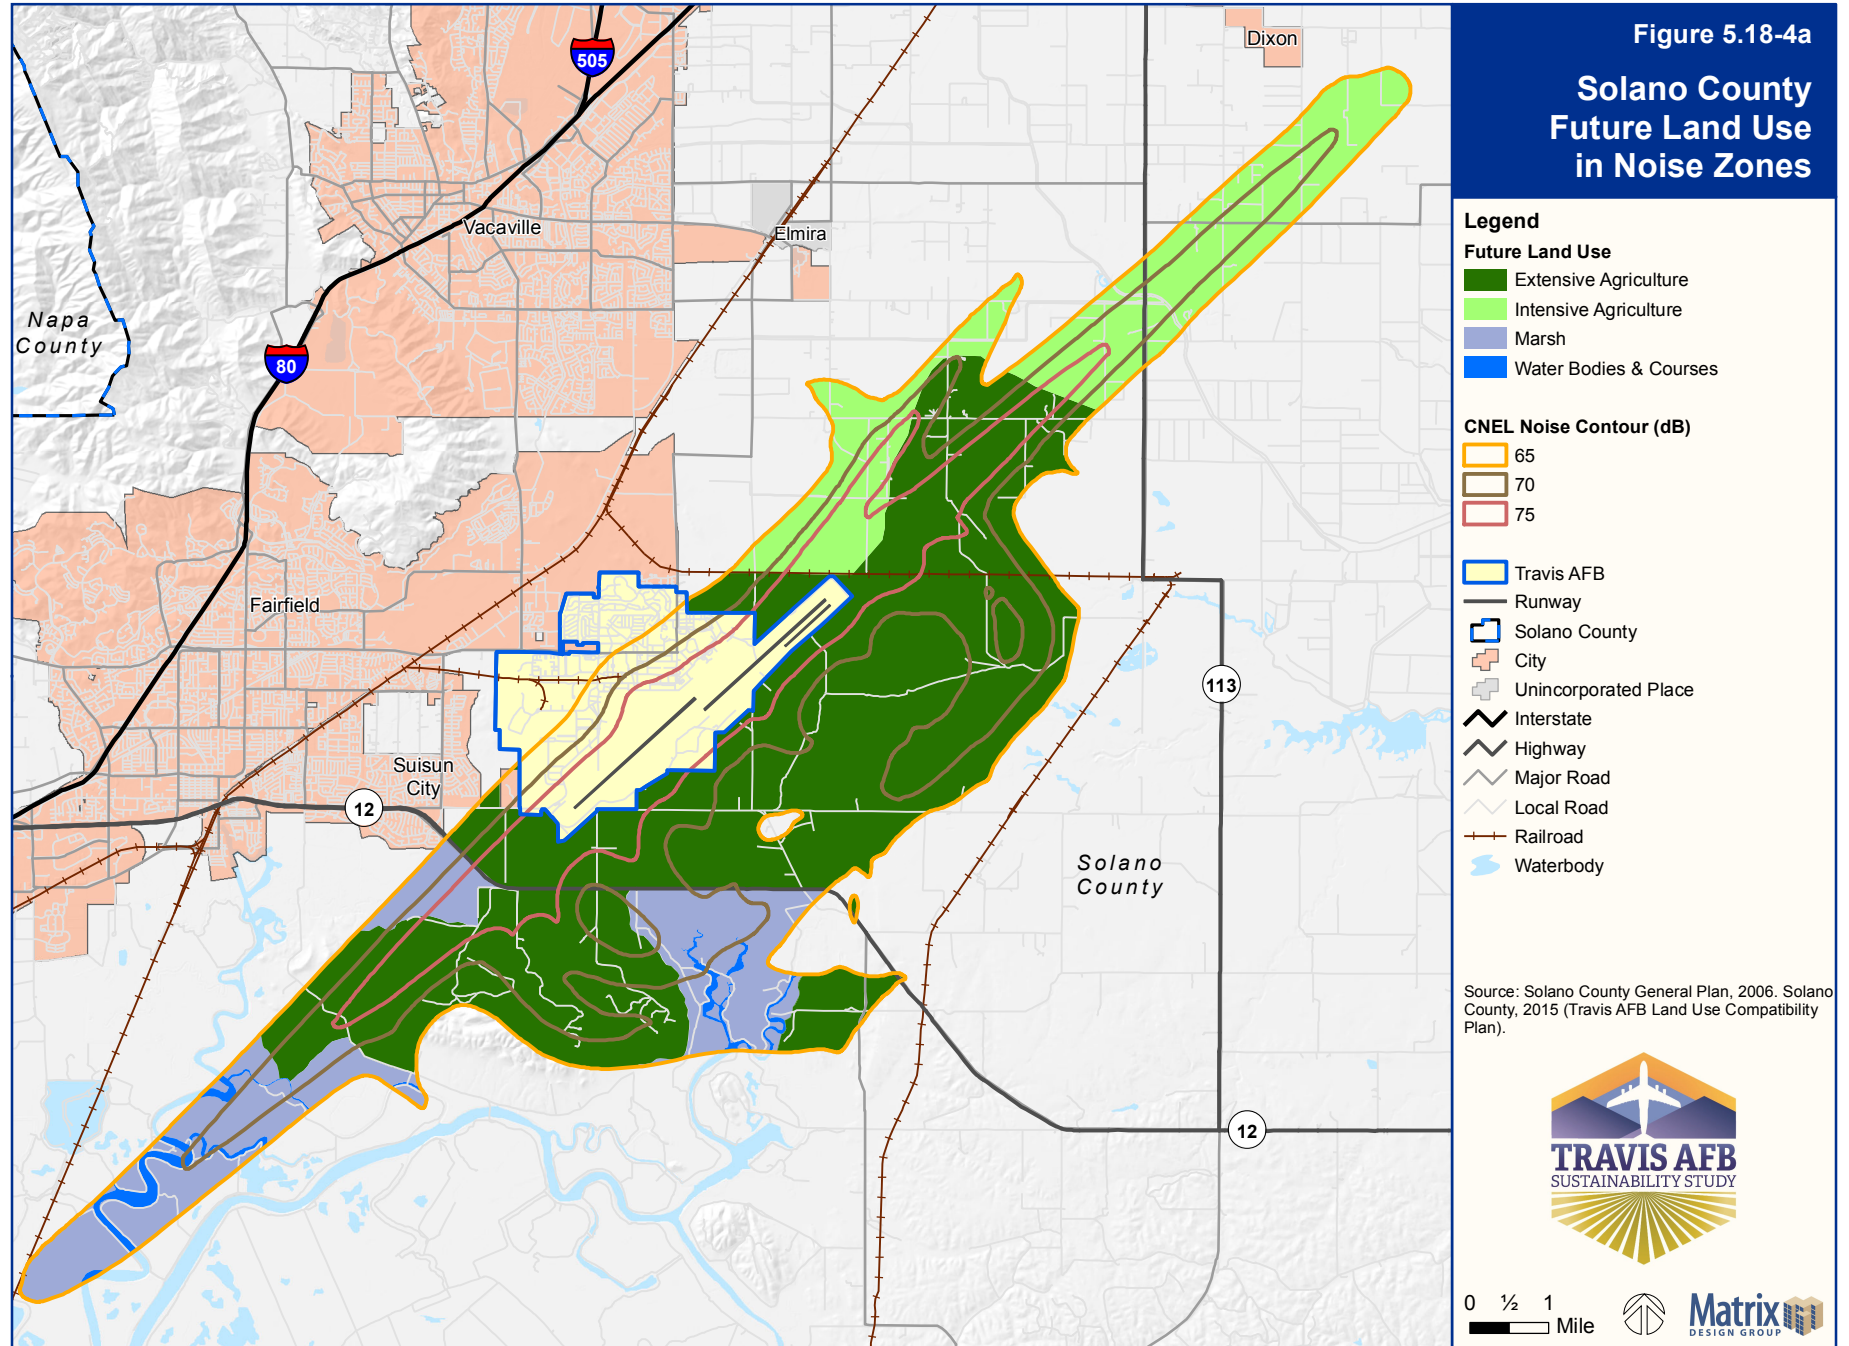 Figure 5.18-4a
Solano County
Future Land Use
in Noise Zones
Legend
Future Land Use
Extensive Agriculture
Intensive Agriculture
Marsh
Water Bodies & Courses
CNEL Noise Contour (dB)
65
70
75
Travis AFB
Runway
Solano County
City
Unincorporated Place
Interstate
Highway
Major Road
Local Road
Railroad
Waterbody
Source: Solano County General Plan, 2006. Solano
County, 2015 (Travis AFB Land Use Compatibility
Plan).
TRAVIS AFB
SUSTAINABILITY STUDY
0 ½ 1
Mile
Matrix
DESIGN GROUP
505
Dixon
Vacaville
Elmira
Napa
County
80
Fairfield
113
Suisun
City
12
Solano
County
12